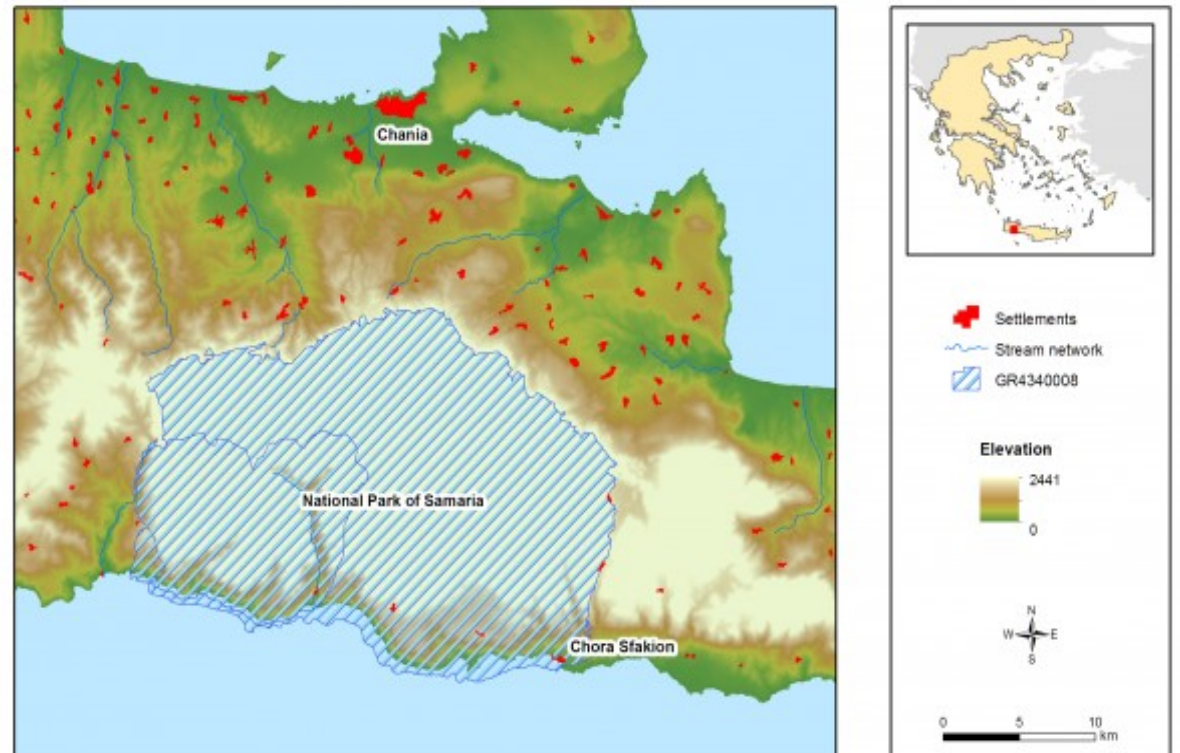 Chania
National Park of Samaria
Chora Sfakion
Settlements
Stream network
GR4340008
Elevation
2441
0
N
W E
S
0 5 10
km